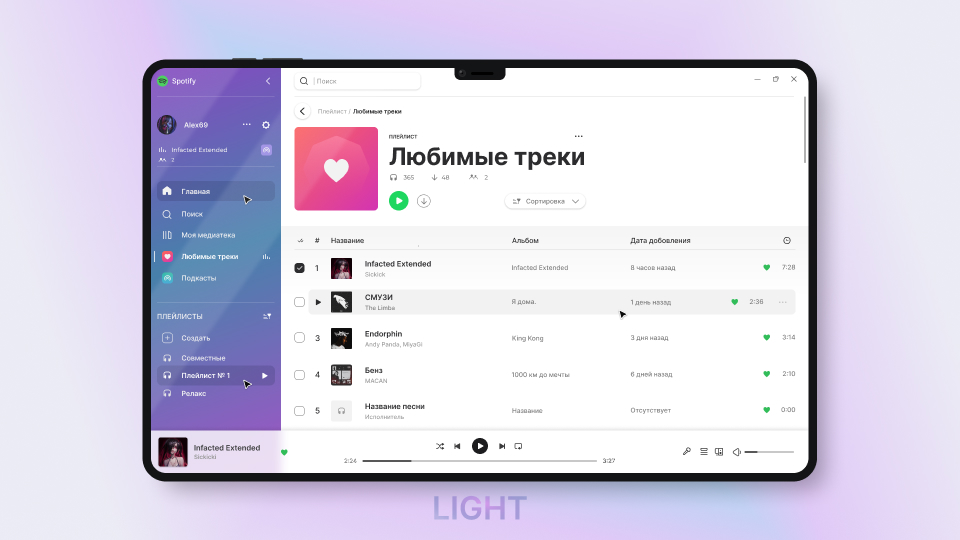 Spotify
Поиск
Alex69
Infacted Extended
2
Главная
Поиск
Моя медиатека
Любимые треки
Подкасты
ПЛЕЙЛИСТЫ
Создать
Совместные
Плейлист № 1
Релакс
Плейлист / Любимые треки
ПЛЕЙЛИСТ
Любимые треки
365 48 2
Сортировка
# Название Альбом Дата добовления
1 Infacted Extended Infacted Extended 8 часов назад 7:28
Sickick
СМУЗИ Я дома. 1 день назад 2:36
The Limba
3 Endorphin King Kong 3 дня назад 3:14
Andy Panda, MiyaGi
4 Бенз 1000 км до мечты 6 дней назад 2:10
MACAN
5 Название песни Название Отсутствует 0:00
Исполнитель
Infacted Extended
Sickicki
2:24 3:27
LIGHT